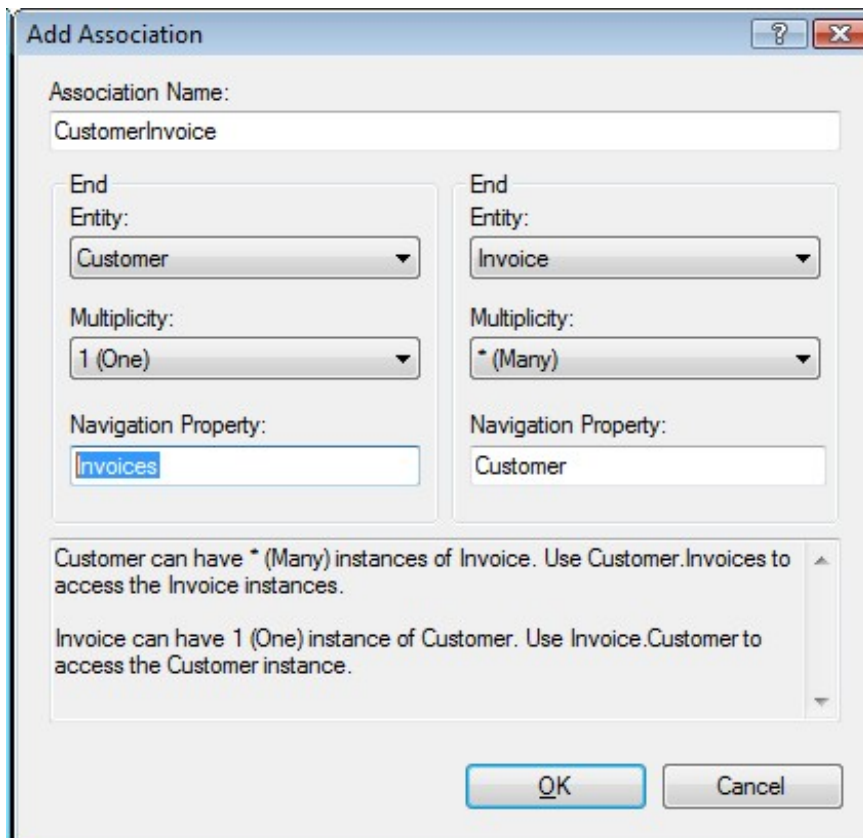 Add Association
Association Name:
CustomerInvoice
End
Entity:
Customer
Multiplicity:
1 (One)
Navigation Property:
Invoices
End
Entity:
Invoice
Multiplicity:
* (Many)
Navigation Property:
Customer
Customer can have * (Many) instances of Invoice. Use Customer.Invoices to
access the Invoice instances.
Invoice can have 1 (One) instance of Customer. Use Invoice.Customer to
access the Customer instance.
OK
Cancel